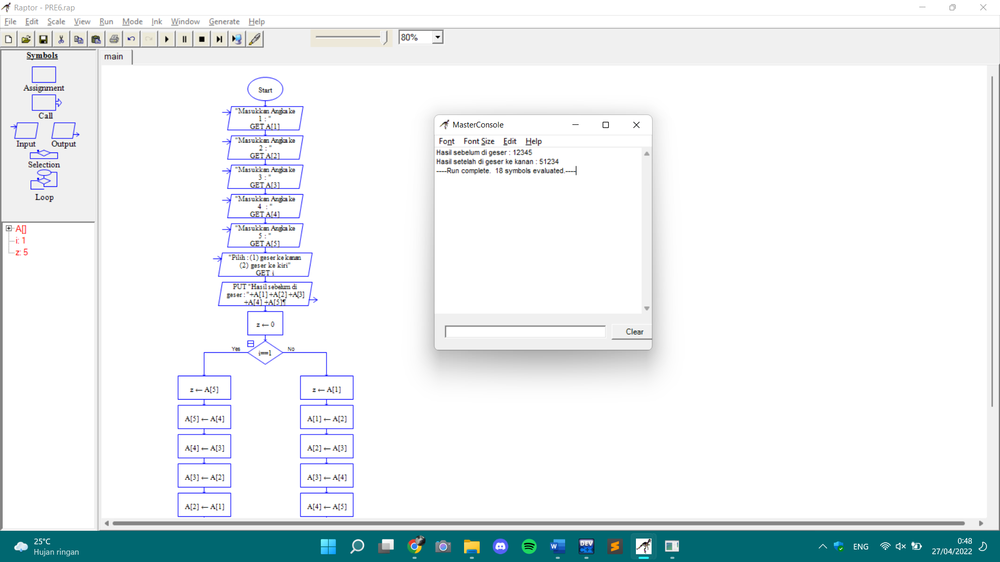 Raptor - PRE6.rap
File Edit Scale View Run Mode Ink Window Generate Help
80%
Symbols
Assignment
Call
Input Output
Selection
Loop
A[]
i: 1
z: 5
main
Start
"Masukkan Angka ke
1 : "
GET A[1]
"Masukkan Angka ke
2 : "
GET A[2]
"Masukkan Angka ke
3 : "
GET A[3]
"Masukkan Angka ke
4 : "
GET A[4]
"Masukkan Angka ke
5 : "
GET A[5]
"Pilih : (1) geser ke kanan
(2) geser ke kiri"
GET i
PUT "Hasil sebelum di
geser : "+A[1] +A[2] +A[3]
+A[4] +A[5]¶
z ← 0
Yes i==1 No
z ← A[5]
A[5] ← A[4]
A[4] ← A[3]
A[3] ← A[2]
A[2] ← A[1]
z ← A[1]
A[1] ← A[2]
A[2] ← A[3]
A[3] ← A[4]
A[4] ← A[5]
MasterConsole
Font Font Size Edit Help
Hasil sebelum di geser : 12345
Hasil setelah di geser ke kanan : 51234
----Run complete.  18 symbols evaluated.----
Clear
25°C
Hujan ringan
W
DEV
C++
ENG
0:48
27/04/2022